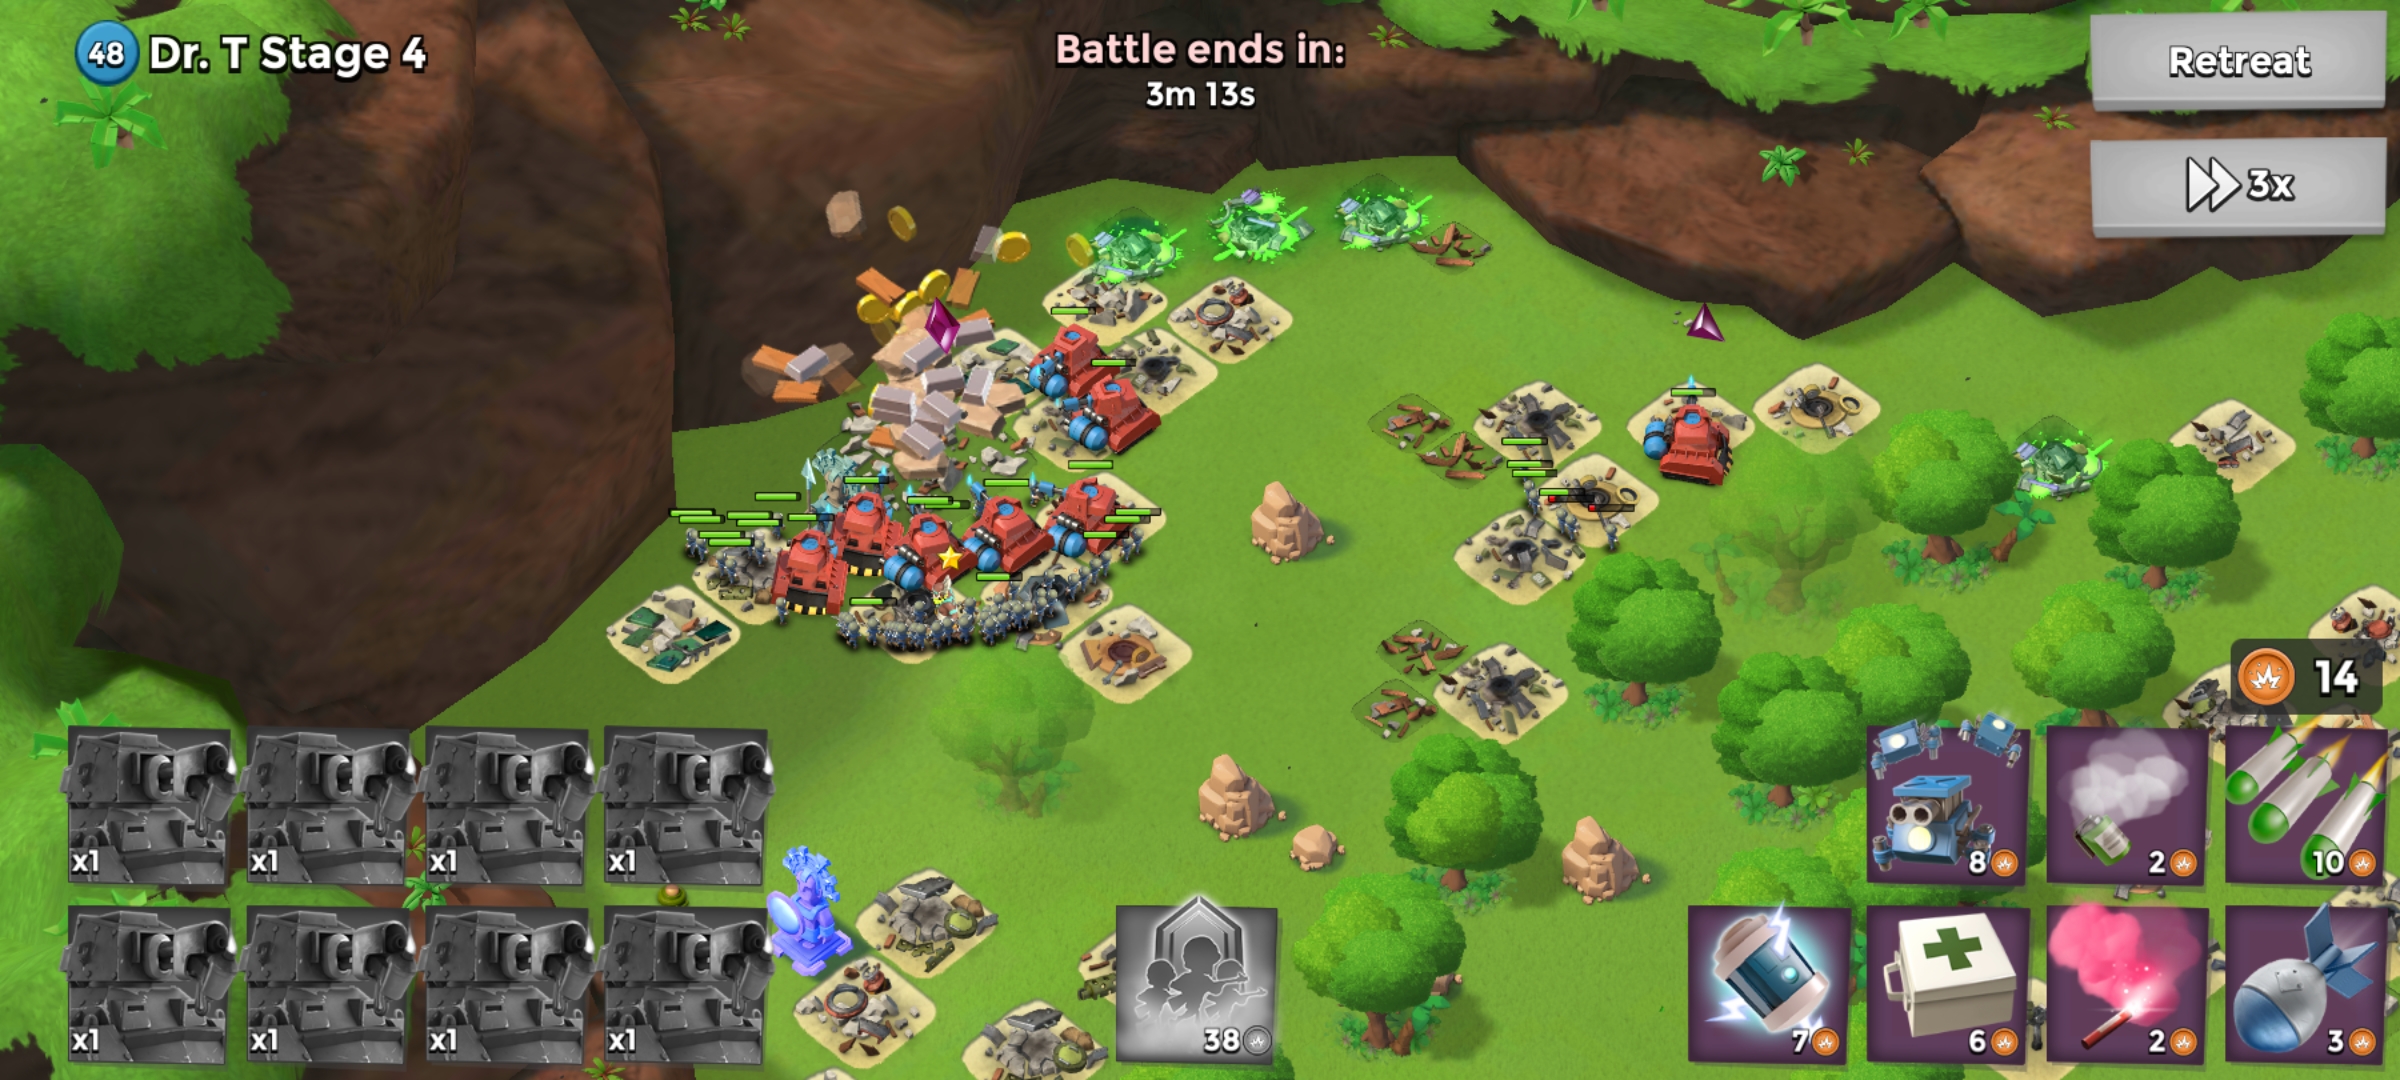 48 Dr. T Stage 4
Battle ends in:
3m 13s
Retreat
3x
14
8
2
10
x1
x1
x1
x1
x1
x1
x1
x1
38
7
6
2
3